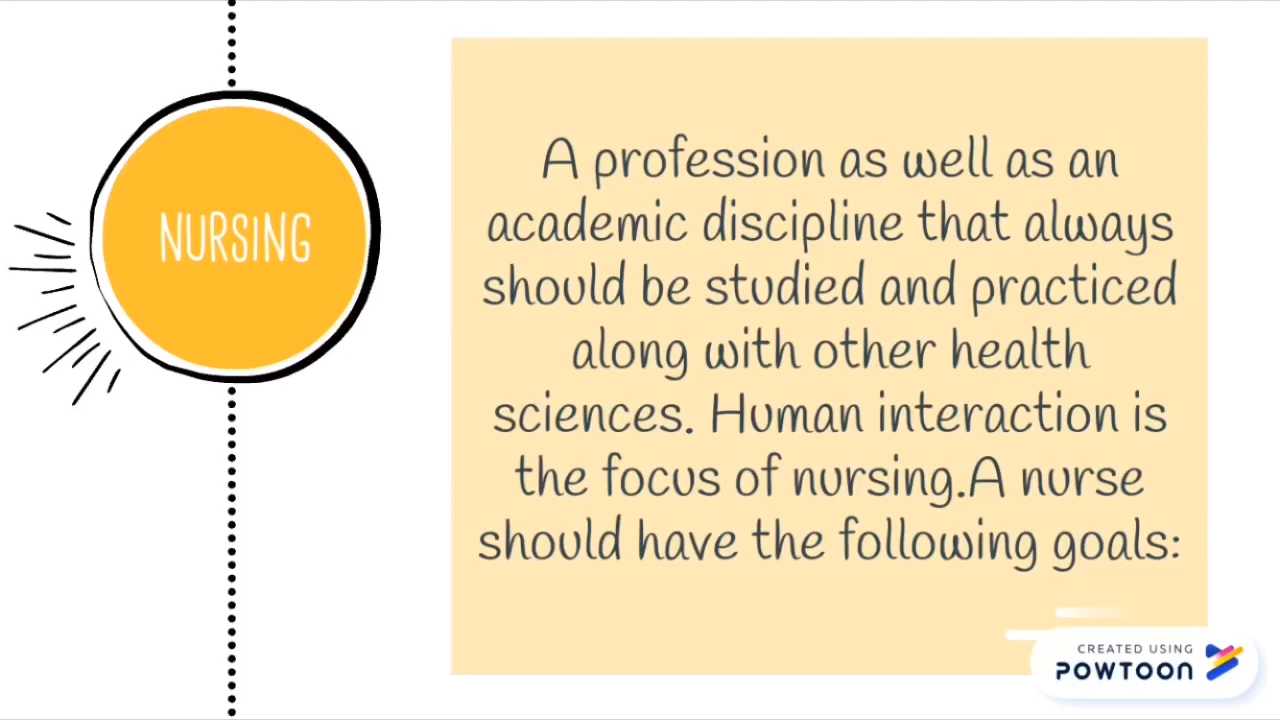 NURSING
A profession as well as an
academic discipline that always
should be studied and practiced
along with other health
sciences. Human interaction is
the focus of nursing.A nurse
should have the following goals:
CREATED USING
POWTOON